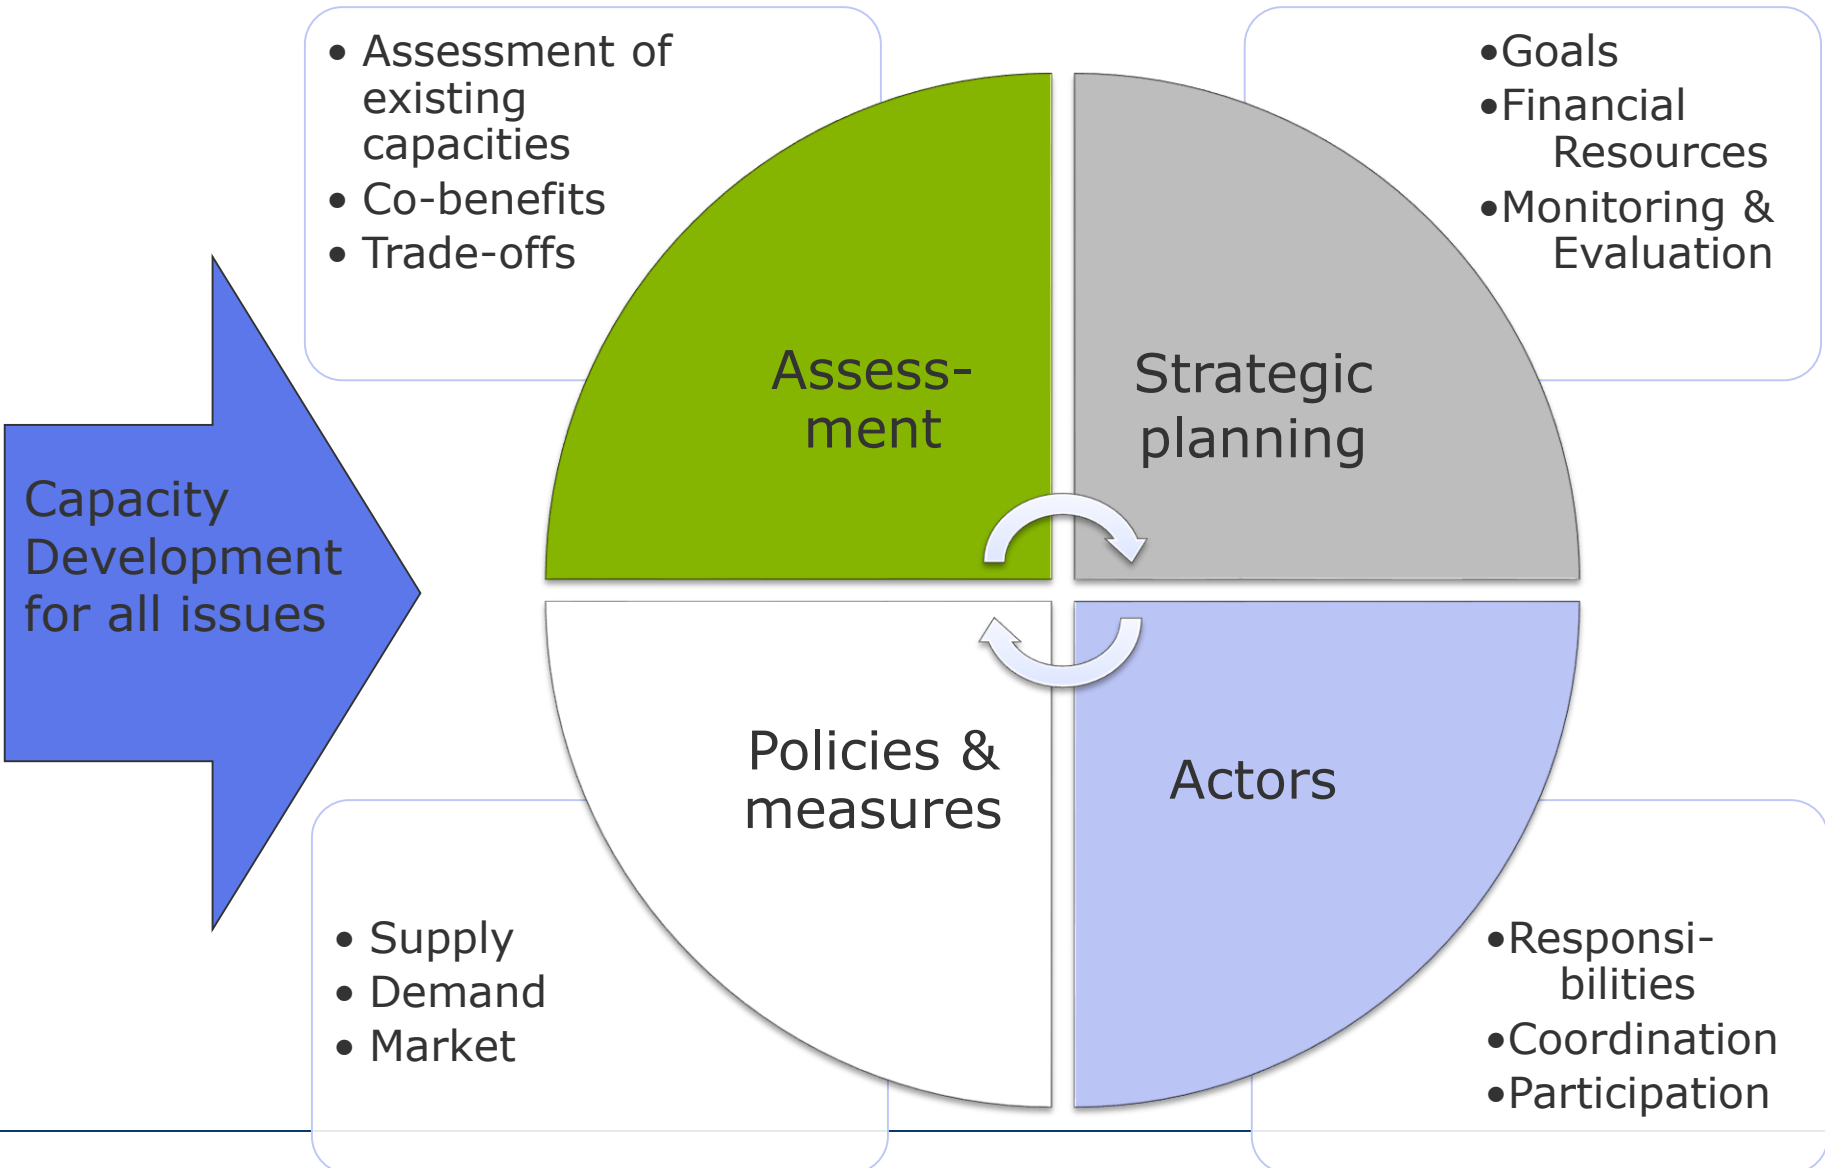 • Assessment of
existing
capacities
• Co-benefits
• Trade-offs
•Goals
•Financial
Resources
•Monitoring &
Evaluation
Assess-
ment
Strategic
planning
Capacity
Development
for all issues
Policies &
measures
Actors
• Supply
• Demand
• Market
•Responsi-
bilities
•Coordination
•Participation